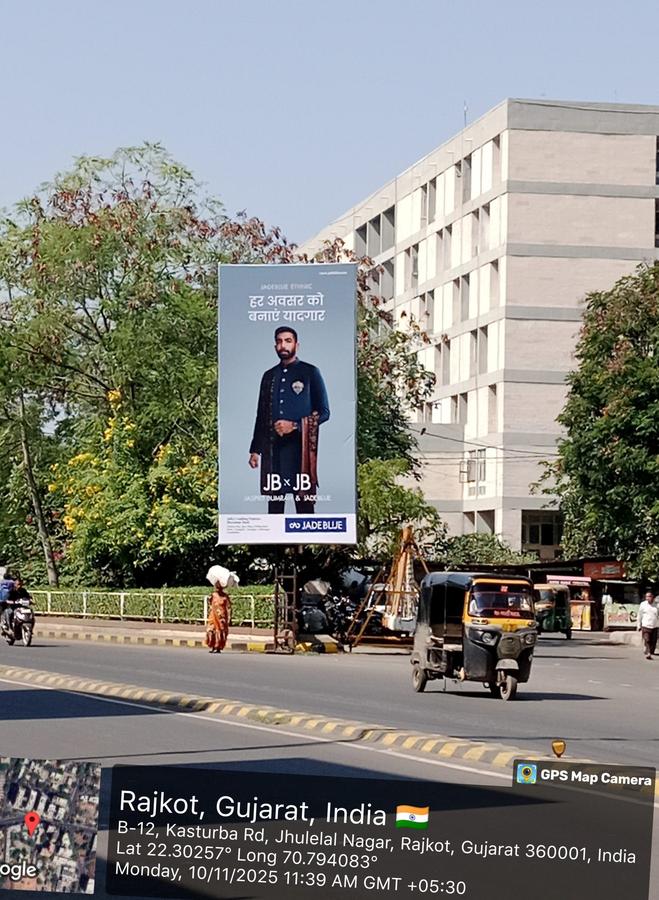 JADEBLUE ETHNIC
हर अवसर को
बनाएं यादगार
JB x JB
JASPRIT BUMRAH & JADEBLUE
JADEBLUE
GPS Map Camera
Rajkot, Gujarat, India
B-12, Kasturba Rd, Jhulelal Nagar, Rajkot, Gujarat 360001, India
Lat 22.30257° Long 70.794083°
Monday, 10/11/2025 11:39 AM GMT +05:30
ogle